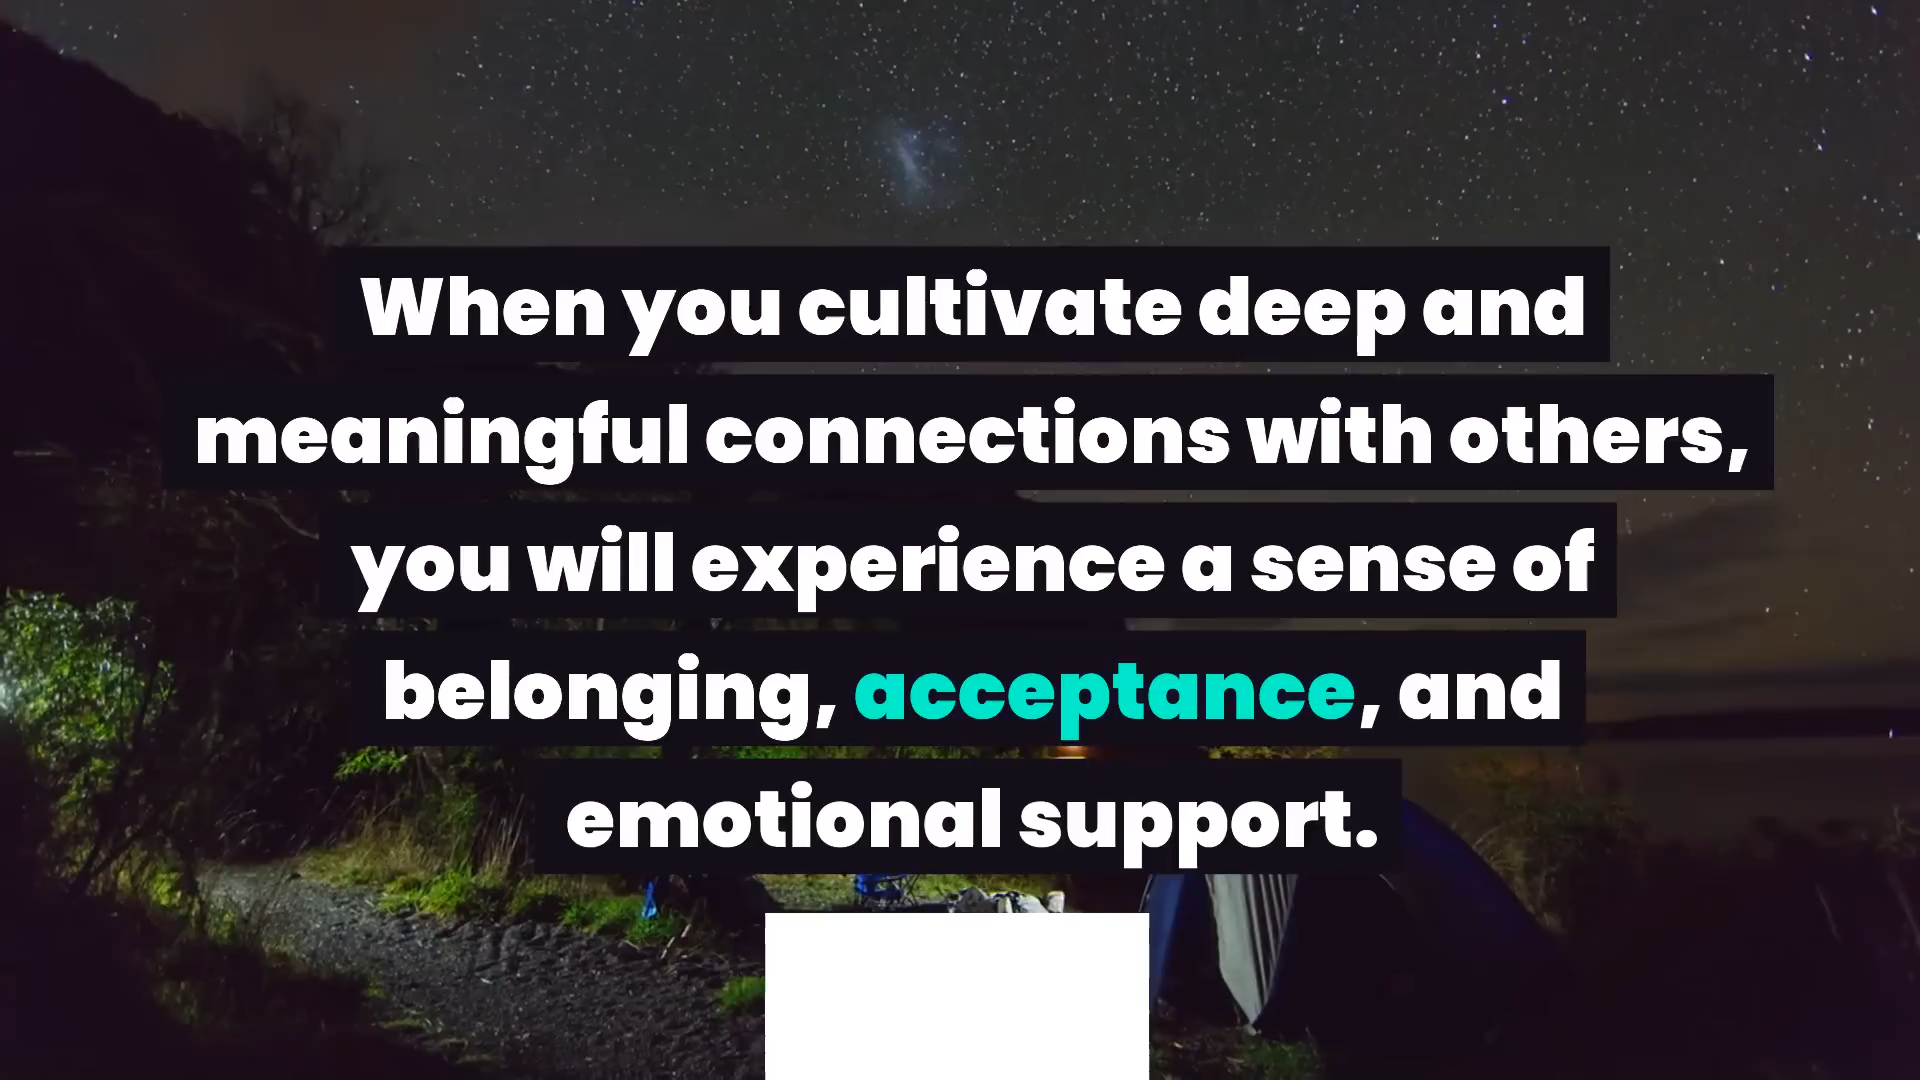 When you cultivate deep and
meaningful connections with others,
you will experience a sense of
belonging, acceptance, and
emotional support.